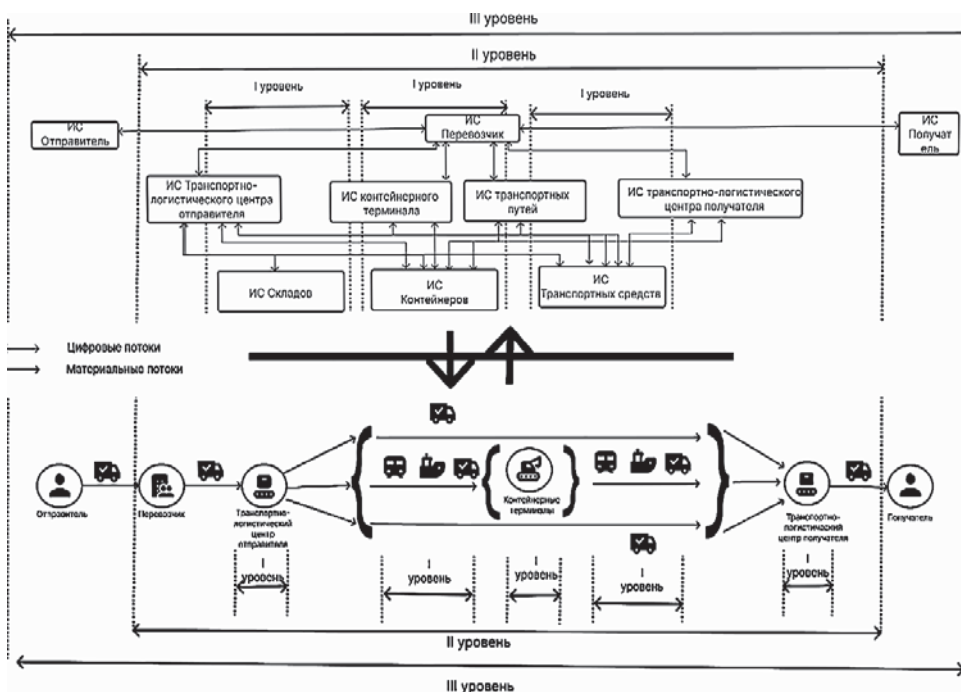 III уровень
II уровень
I уровень
I уровень
I уровень
ИС
Отправитель
ИС
Перевозчик
ИС
Получат
ель
ИС Транспортно-
логистического центра
отправителя
ИС контейнерного
терминала
ИС транспортных
путей
ИС транспортно-логистического
центра получателя
ИС Складов
ИС
Контейнеров
ИС
Транспортных средств
Цифровые потоки
Материальные потоки
Отправитель
Перевозчик
Транспортно-
логистический
центр
отправителя
Контейнерные
терминалы
Транспортно-
логистический
центр получателя
Получатель
I
уровень
I
уровень
I
уровень
I
уровень
I
уровень
II уровень
III уровень